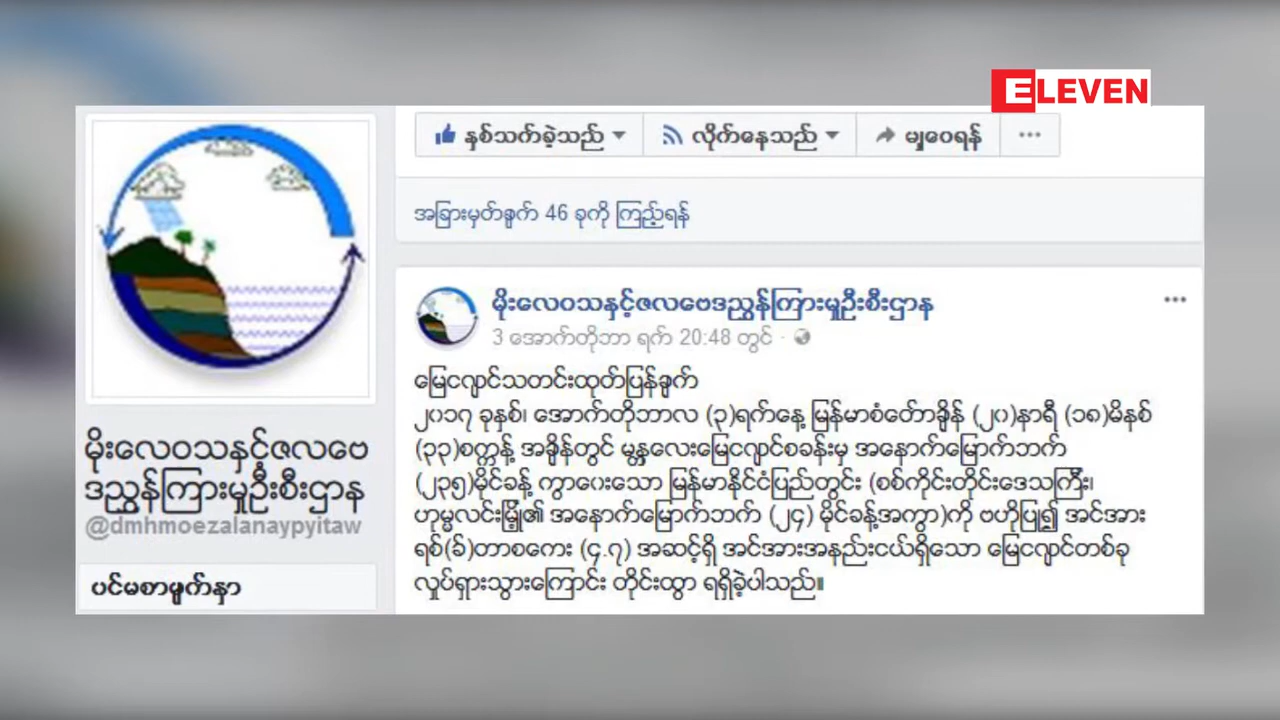 ELEVEN
နှစ်သက်ခဲ့သည်
လိုက်နေသည်
မျှဝေရန်
အခြားမှတ်ချက် 46 ခုကို ကြည့်ရန်
မိုးလေဝသနှင့်ဇလဗေဒညွှန်ကြားမှုဦးစီးဌာန
3 အောက်တိုဘာ ရက် 20:48 တွင် ·
မြေငလျင်သတင်းထုတ်ပြန်ချက်
၂၀၁၇ ခုနှစ်၊ အောက်တိုဘာလ (၃)ရက်နေ့ မြန်မာစံတော်ချိန် (၂၀)နာရီ (၁၈)မိနစ်
(၃၃)စက္ကန့် အချိန်တွင် မန္တလေးမြေငလျင်စခန်းမှ အနောက်မြောက်ဘက်
(၂၃၅)မိုင်ခန့် ကွာဝေးသော မြန်မာနိုင်ငံပြည်တွင်း (စစ်ကိုင်းတိုင်းဒေသကြီး၊
ဟုမ္မလင်းမြို့၏ အနောက်မြောက်ဘက် (၂၄) မိုင်ခန့်အကွာ)ကို ဗဟိုပြု၍ အင်အား
ရစ်(ခ်)တာစကေး (၄.၇) အဆင့်ရှိ အင်အားအနည်းငယ်ရှိသော မြေငလျင်တစ်ခု
လှုပ်ရှားသွားကြောင်း တိုင်းထွာ ရရှိခဲ့ပါသည်။
မိုးလေဝသနှင့်ဇလဗေ
ဒညွှန်ကြားမှုဦးစီးဌာန
@dmhmoezalanaypyitaw
ပင်မစာမျက်နှာ